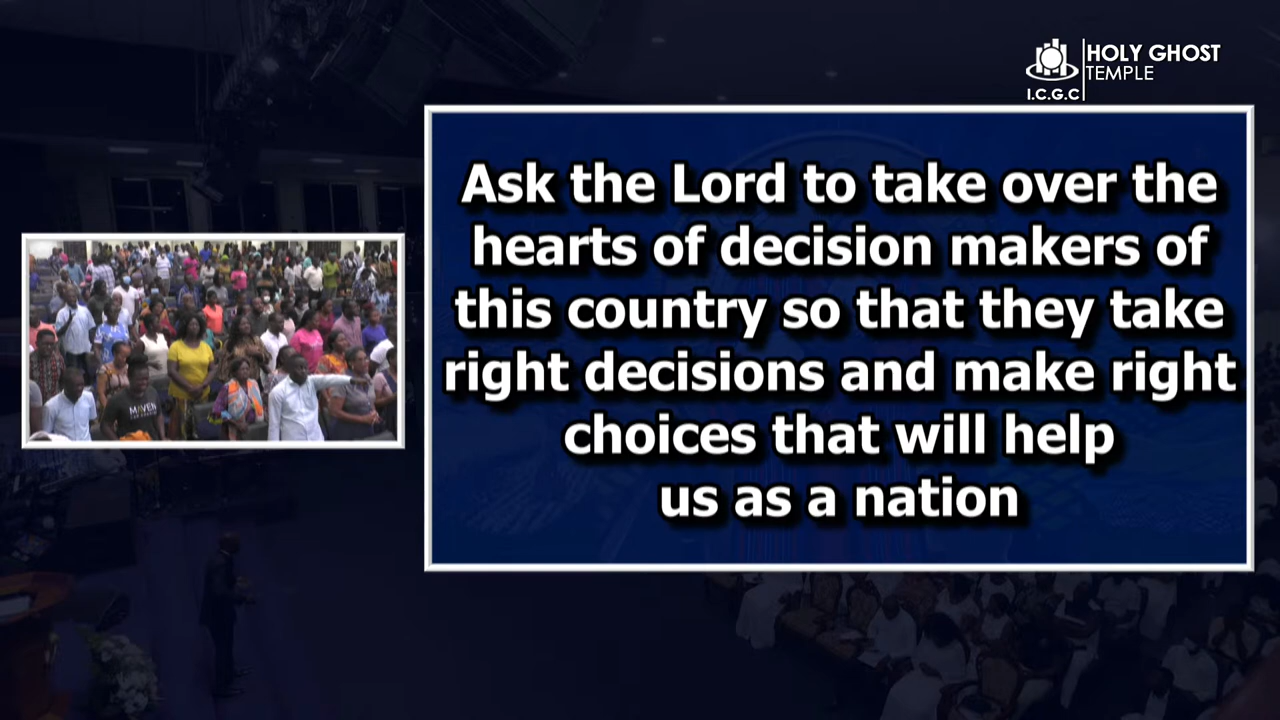 HOLY GHOST
TEMPLE
I.C.G.C
Ask the Lord to take over the
hearts of decision makers of
this country so that they take
right decisions and make right
choices that will help
us as a nation
MAVEN